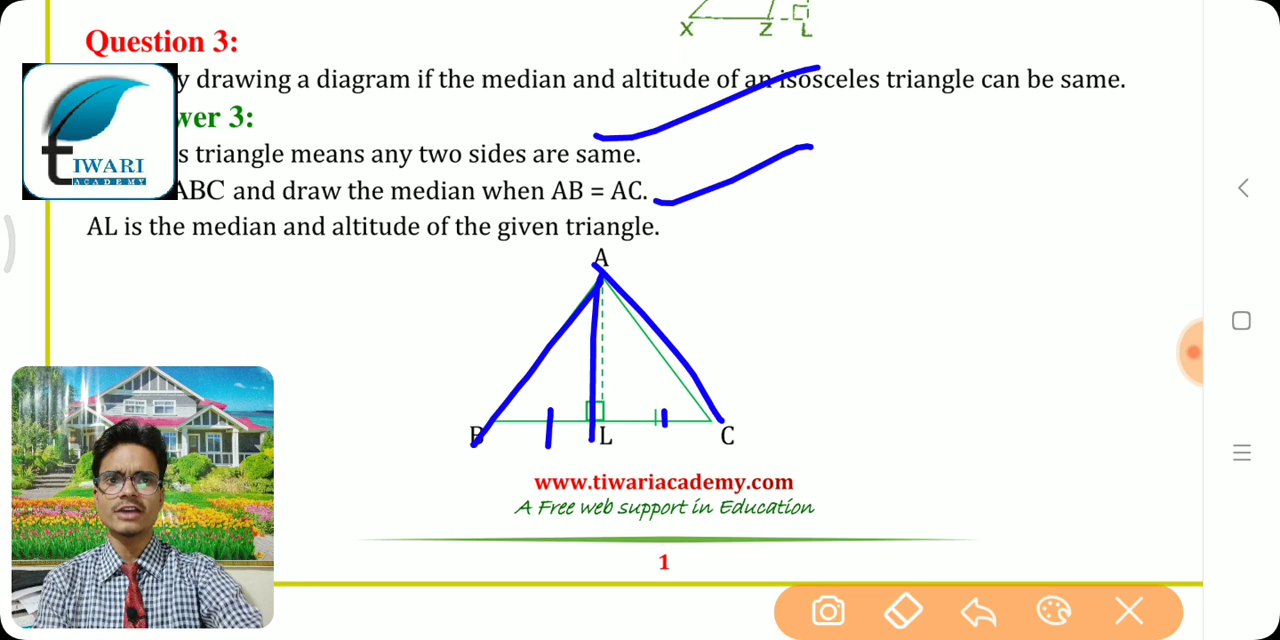 X Z L
Question 3:
y drawing a diagram if the median and altitude of an isosceles triangle can be same.
wer 3:
s triangle means any two sides are same.
ABC and draw the median when AB = AC.
AL is the median and altitude of the given triangle.
A
B L C
www.tiwariacademy.com
A Free web support in Education
1
TIWARI
ACADEMY